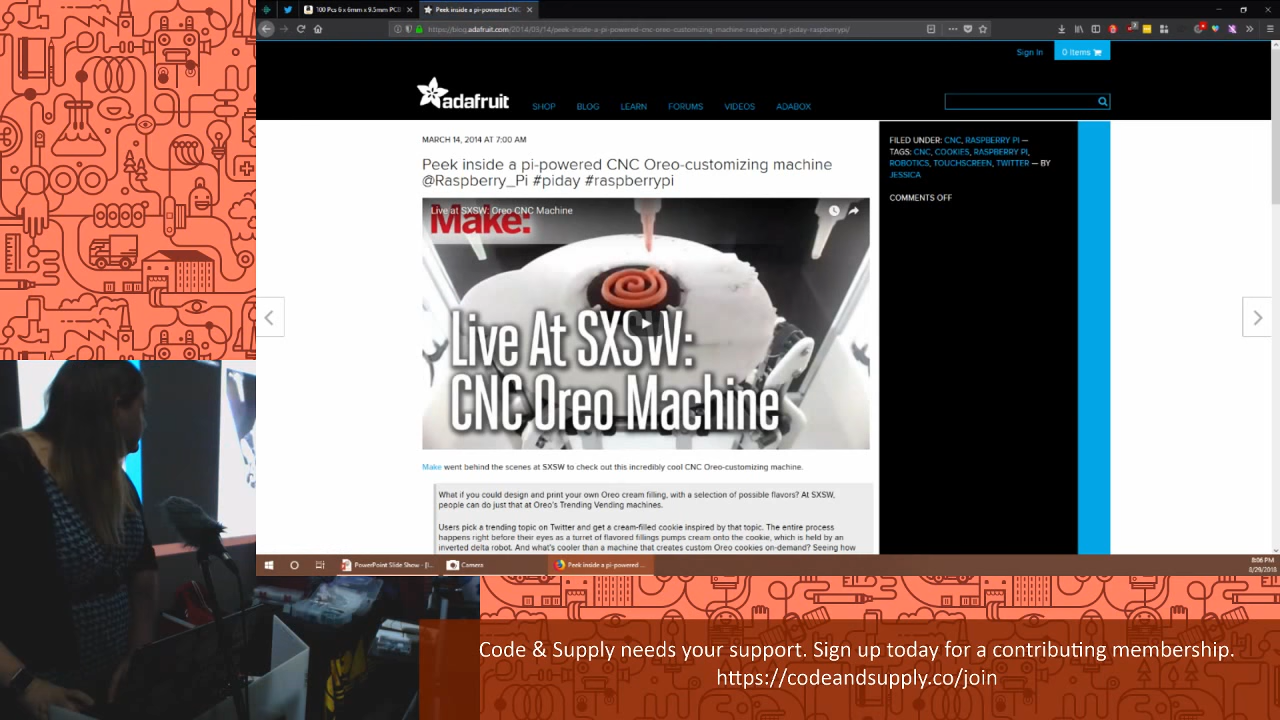 100 Pcs 6 x 6mm x 9.5mm PCB
Peek inside a pi-powered CNC
https://blog.adafruit.com/2014/03/14/peek-inside-a-pi-powered-cnc-oreo-customizing-machine-raspberry_pi-piday-raspberrypi/
Sign In
0 Items
adafruit
SHOP BLOG LEARN FORUMS VIDEOS ADABOX
MARCH 14, 2014 AT 7:00 AM
Peek inside a pi-powered CNC Oreo-customizing machine
@Raspberry_Pi #piday #raspberrypi
Live at SXSW: Oreo CNC Machine
Make:
Live At SXSW:
CNC Oreo Machine
FILED UNDER: CNC, RASPBERRY PI —
TAGS: CNC, COOKIES, RASPBERRY PI,
ROBOTICS, TOUCHSCREEN, TWITTER — BY
JESSICA
COMMENTS OFF
Make went behind the scenes at SXSW to check out this incredibly cool CNC Oreo-customizing machine.
What if you could design and print your own Oreo cream filling, with a selection of possible flavors? At SXSW,
people can do just that at Oreo's Trending Vending machines.
Users pick a trending topic on Twitter and get a cream-filled cookie inspired by that topic. The entire process
happens right before their eyes as a turret of flavored fillings pumps cream onto the cookie, which is held by an
inverted delta robot. And what's cooler than a machine that creates custom Oreo cookies on-demand? Seeing how
PowerPoint Slide Show - [I...
Camera
Peek inside a pi-powered ...
8:06 PM
8/29/2018
Code & Supply needs your support. Sign up today for a contributing membership.
https://codeandsupply.co/join